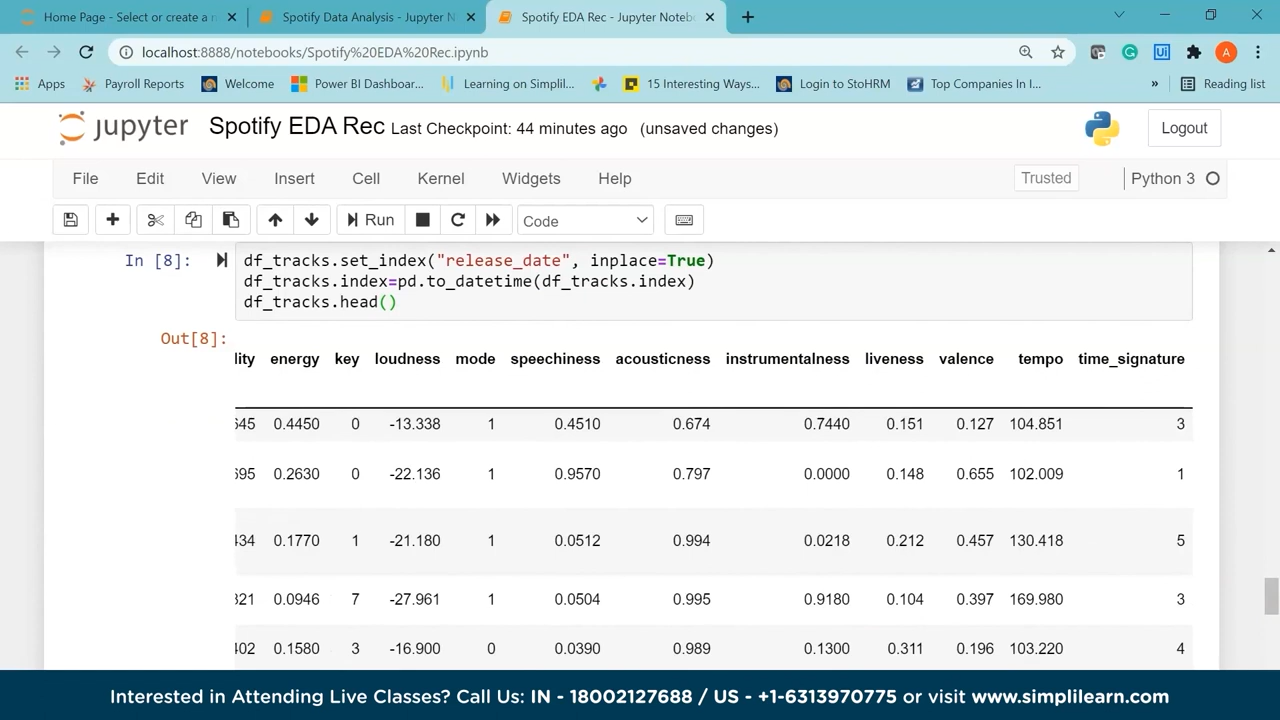 Home Page - Select or create a n
Spotify Data Analysis - Jupyter N
Spotify EDA Rec - Jupyter Noteb
localhost:8888/notebooks/Spotify%20EDA%20Rec.ipynb
A
Apps Payroll Reports Welcome Power BI Dashboar... Learning on Simplil... 15 Interesting Ways... Login to StoHRM Top Companies In I... » Reading list
jupyter Spotify EDA Rec Last Checkpoint: 44 minutes ago (unsaved changes) Logout
File Edit View Insert Cell Kernel Widgets Help Trusted Python 3
Run Code
In [8]: df_tracks.set_index("release_date", inplace=True)
df_tracks.index=pd.to_datetime(df_tracks.index)
df_tracks.head()
Out[8]:
lity energy key loudness mode speechiness acousticness instrumentalness liveness valence tempo time_signature
645 0.4450 0 -13.338 1 0.4510 0.674 0.7440 0.151 0.127 104.851 3
695 0.2630 0 -22.136 1 0.9570 0.797 0.0000 0.148 0.655 102.009 1
434 0.1770 1 -21.180 1 0.0512 0.994 0.0218 0.212 0.457 130.418 5
321 0.0946 7 -27.961 1 0.0504 0.995 0.9180 0.104 0.397 169.980 3
402 0.1580 3 -16.900 0 0.0390 0.989 0.1300 0.311 0.196 103.220 4
Interested in Attending Live Classes? Call Us: IN - 18002127688 / US - +1-6313970775 or visit www.simplilearn.com